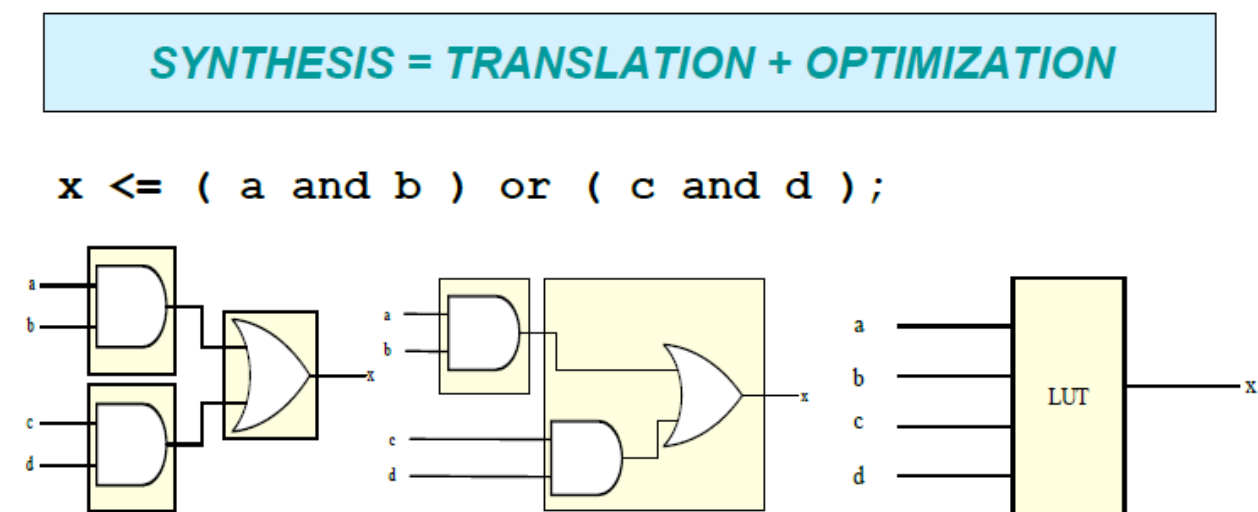 SYNTHESIS = TRANSLATION + OPTIMIZATION
x <= ( a and b ) or ( c and d );
a
b
c
d
x
a
b
c
d
x
a
b
c
d
LUT
x